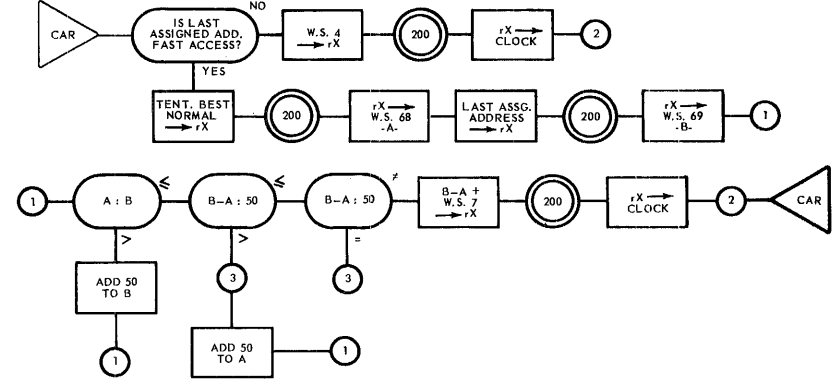 NO
CAR
IS LAST
ASSIGNED ADD.
FAST ACCESS?
W.S. 4
→ rX
200
rX →
CLOCK
2
YES
TENT. BEST
NORMAL
→ rX
200
rX →
W.S. 68
-A-
LAST ASSG.
ADDRESS
→ rX
200
rX →
W.S. 69
-B-
1
1
A : B
≤
B-A : 50
≤
B-A : 50
≠
B-A +
W.S. 7
→ rX
200
rX →
CLOCK
2
CAR
>
>
=
ADD 50
TO B
3
3
1
ADD 50
TO A
1